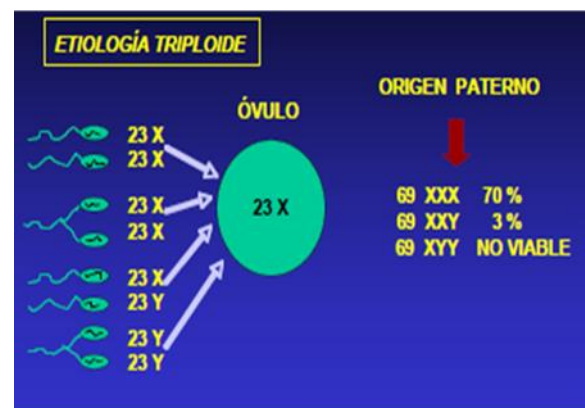 ETIOLOGÍA TRIPLOIDE
ÓVULO
23 X
23 X
23 X
23 X
23 X
23 Y
23 Y
23 Y
23 X
ORIGEN PATERNO
69 XXX 70 %
69 XXY 3 %
69 XYY NO VIABLE